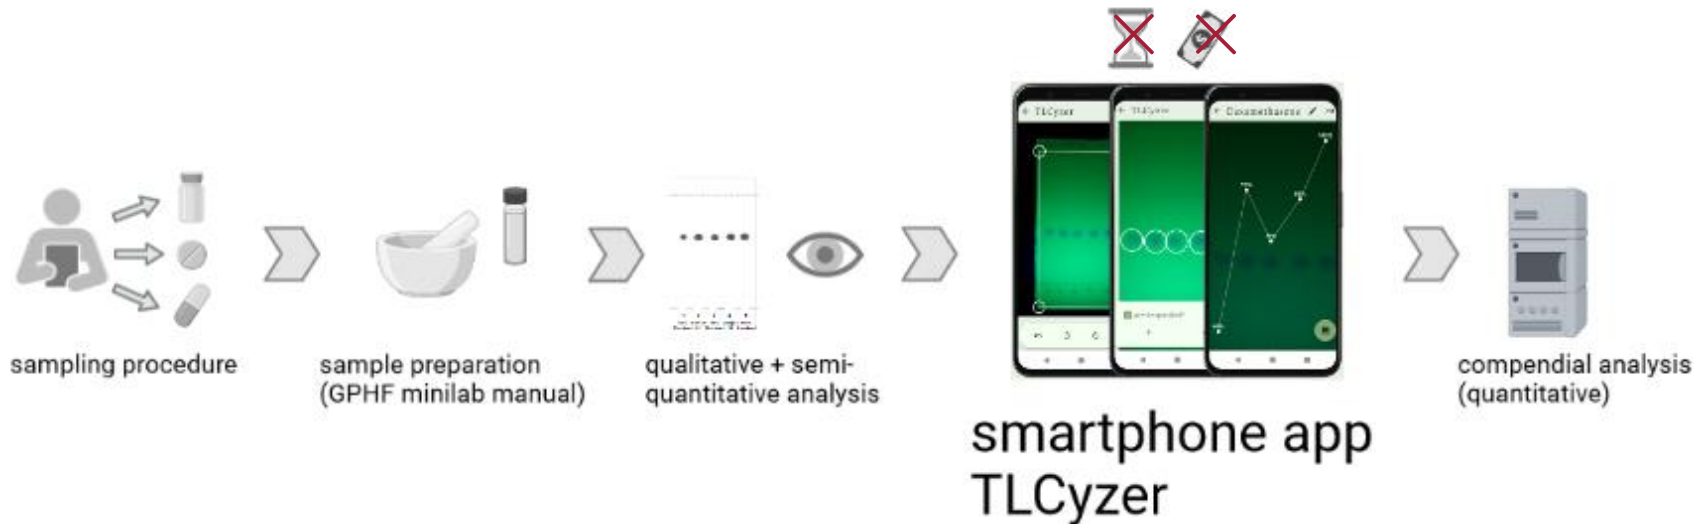 TLCyzer
TLCyzer
Dexamethasone
sampling procedure
sample preparation
(GPHF minilab manual)
qualitative + semi-
quantitative analysis
smartphone app
TLCyzer
compendial analysis
(quantitative)